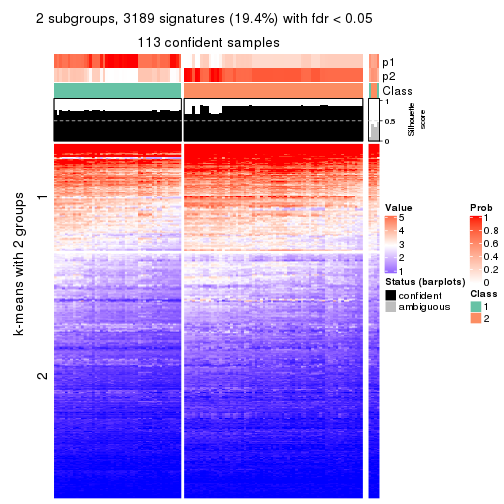 2 subgroups, 3189 signatures (19.4%) with fdr < 0.05
113 confident samples
p1
p2
Class
1
0.5
0
Silhouette
score
k-means with 2 groups
1
2
Value
5
4
3
2
1
Status (barplots)
confident
ambiguous
Prob
1
0.8
0.6
0.4
0.2
0
Class
1
2